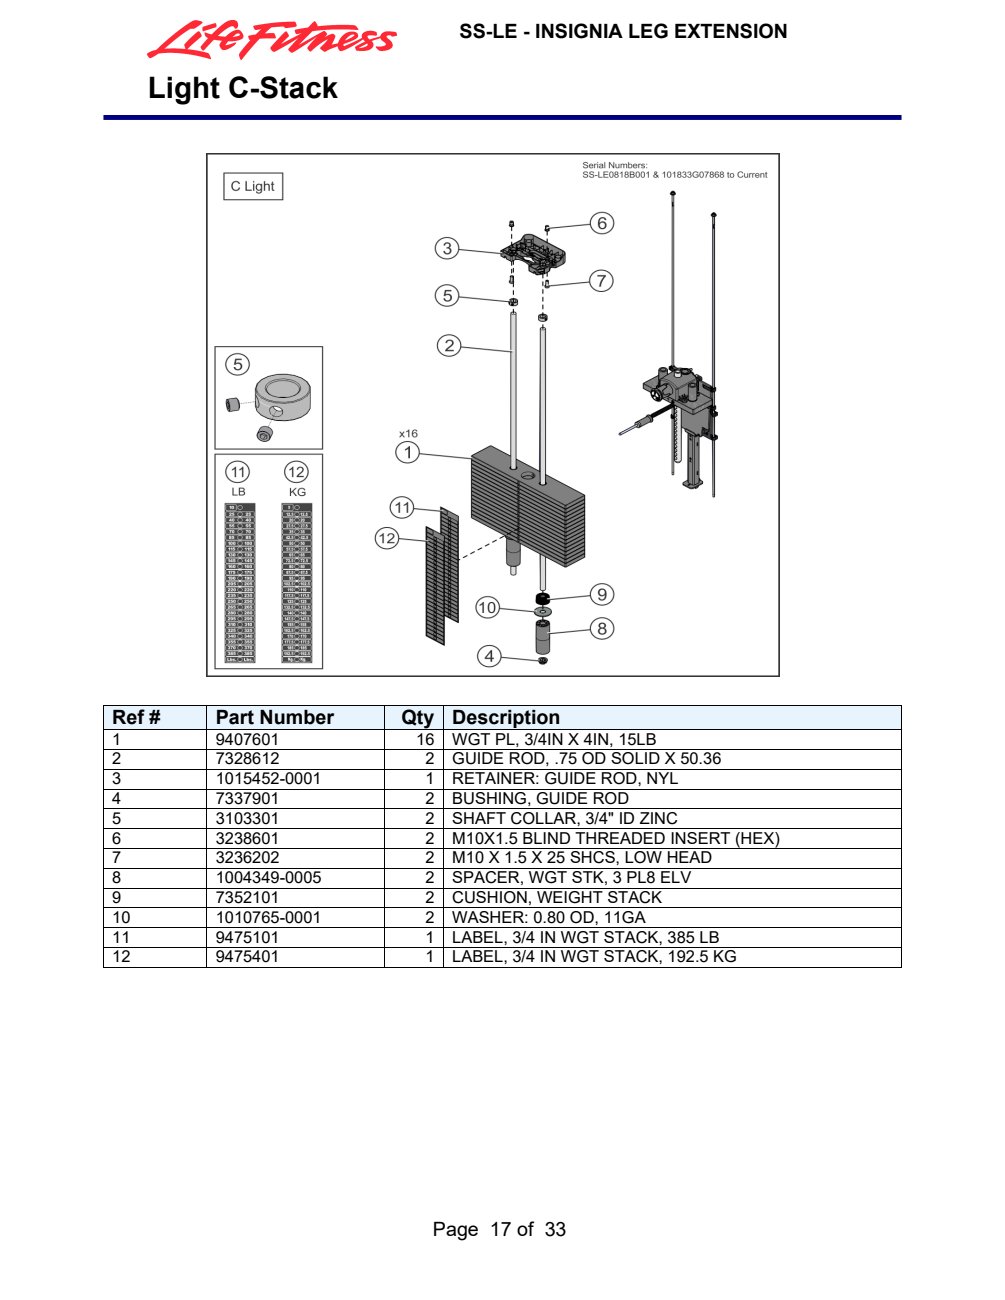 Life Fitness
SS-LE - INSIGNIA LEG EXTENSION
Light C-Stack
Serial Numbers:
SS-LE0818B001 & 101833G07868 to Current
C Light
6
3
7
5
2
5
x16
1
11
12
LB
KG
11
12
9
10
8
4
Ref # Part Number Qty Description
1 9407601 16 WGT PL, 3/4IN X 4IN, 15LB
2 7328612 2 GUIDE ROD, .75 OD SOLID X 50.36
3 1015452-0001 1 RETAINER: GUIDE ROD, NYL
4 7337901 2 BUSHING, GUIDE ROD
5 3103301 2 SHAFT COLLAR, 3/4" ID ZINC
6 3238601 2 M10X1.5 BLIND THREADED INSERT (HEX)
7 3236202 2 M10 X 1.5 X 25 SHCS, LOW HEAD
8 1004349-0005 2 SPACER, WGT STK, 3 PL8 ELV
9 7352101 2 CUSHION, WEIGHT STACK
10 1010765-0001 2 WASHER: 0.80 OD, 11GA
11 9475101 1 LABEL, 3/4 IN WGT STACK, 385 LB
12 9475401 1 LABEL, 3/4 IN WGT STACK, 192.5 KG
Page 17 of 33